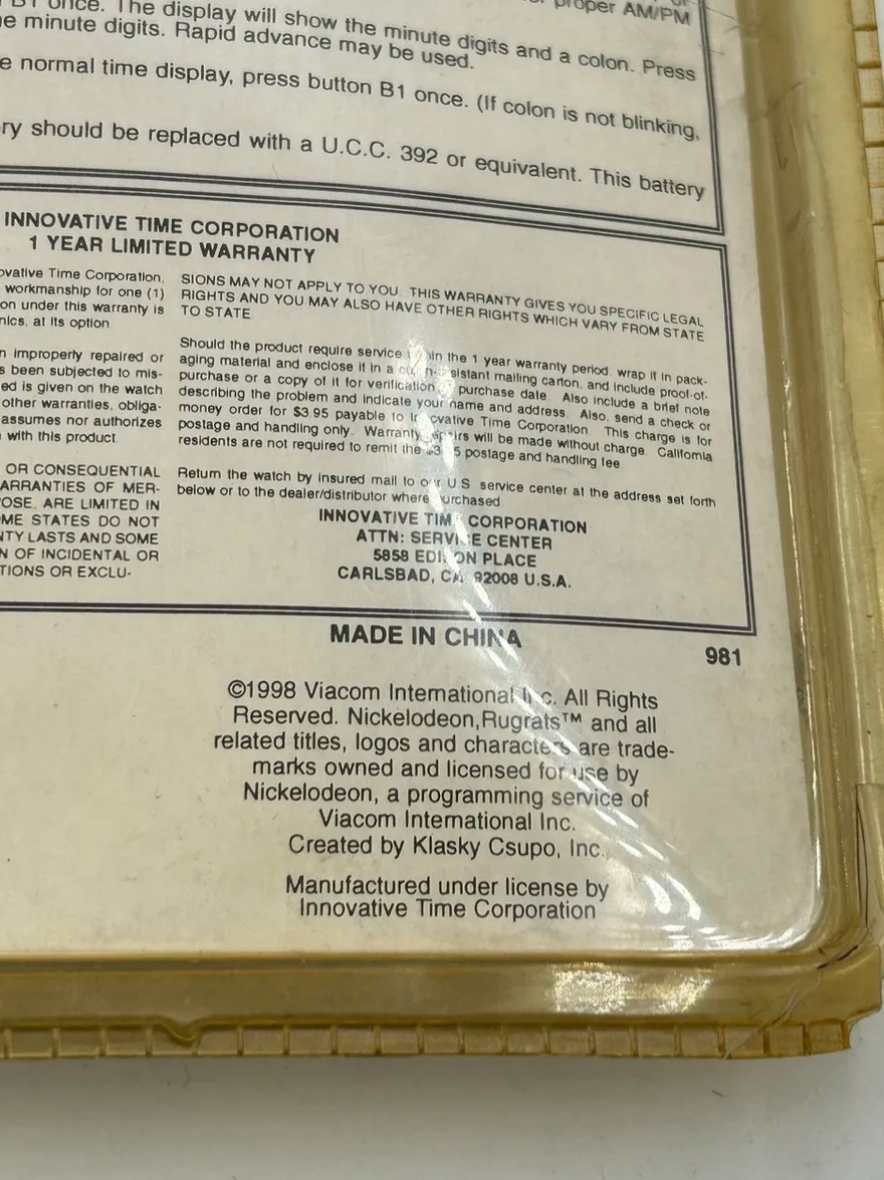 B1 once. The display will show the minute digits and a colon. Press
proper AM/PM
minute digits. Rapid advance may be used.
normal time display, press button B1 once. (If colon is not blinking,
should be replaced with a U.C.C. 392 or equivalent. This battery
INNOVATIVE TIME CORPORATION
1 YEAR LIMITED WARRANTY
Time Corporation,
workmanship for one (1)
on under this warranty is
at its option
improperly repaired or
been subjected to mis-
is given on the watch
other warranties, obliga-
assumes nor authorizes
with this product
OR CONSEQUENTIAL
OF MER-
ARE LIMITED IN
STATES DO NOT
LASTS AND SOME
OF INCIDENTAL OR
OR EXCLU-
SIONS MAY NOT APPLY TO YOU. THIS WARRANTY GIVES YOU SPECIFIC LEGAL
RIGHTS AND YOU MAY ALSO HAVE OTHER RIGHTS WHICH VARY FROM STATE
TO STATE
Should the product require service the 1 year warranty period, wrap it in pack-
aging material and enclose it in a mailing carton, and include proof-of-
purchase or a copy of it for verification purchase date. Also include a brief note
describing the problem and indicate your name and address. Also, send a check or
money order for $3.95 payable to Time Corporation. This charge is for
postage and handling only. Warranty will be made without charge. California
residents are not required to remit the postage and handling fee
Return the watch by insured mail to our U.S. service center at the address set forth
below or to the dealer/distributor where purchased
INNOVATIVE TIME CORPORATION
ATTN: SERVICE CENTER
5858 EDISON PLACE
CARLSBAD, CA 92008 U.S.A.
MADE IN CHINA
981
©1998 Viacom International Inc. All Rights
Reserved. Nickelodeon,Rugrats™ and all
related titles, logos and characters are trade-
marks owned and licensed for use by
Nickelodeon, a programming service of
Viacom International Inc.
Created by Klasky Csupo, Inc.
Manufactured under license by
Innovative Time Corporation